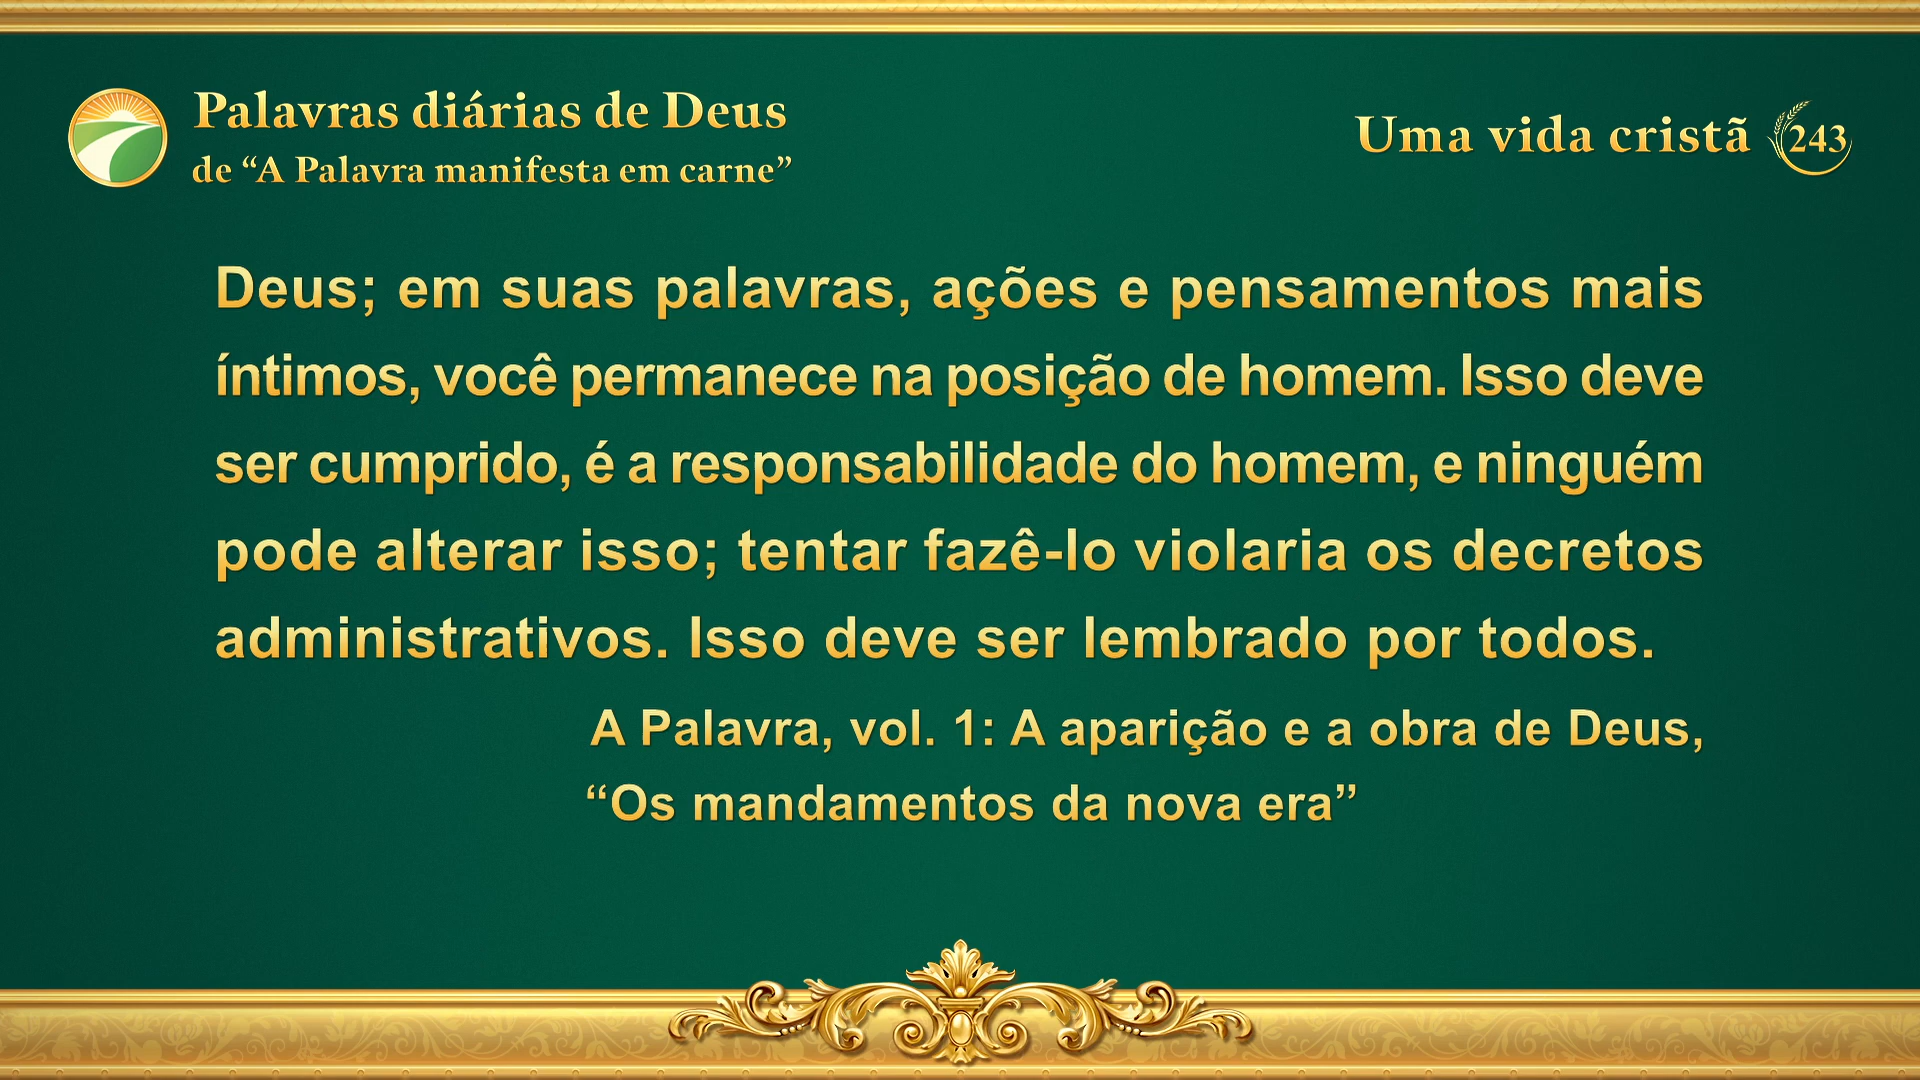 Palavras diárias de Deus
de “A Palavra manifesta em carne”
Uma vida cristã 243
Deus; em suas palavras, ações e pensamentos mais
íntimos, você permanece na posição de homem. Isso deve
ser cumprido, é a responsabilidade do homem, e ninguém
pode alterar isso; tentar fazê-lo violaria os decretos
administrativos. Isso deve ser lembrado por todos.
A Palavra, vol. 1: A aparição e a obra de Deus,
“Os mandamentos da nova era”